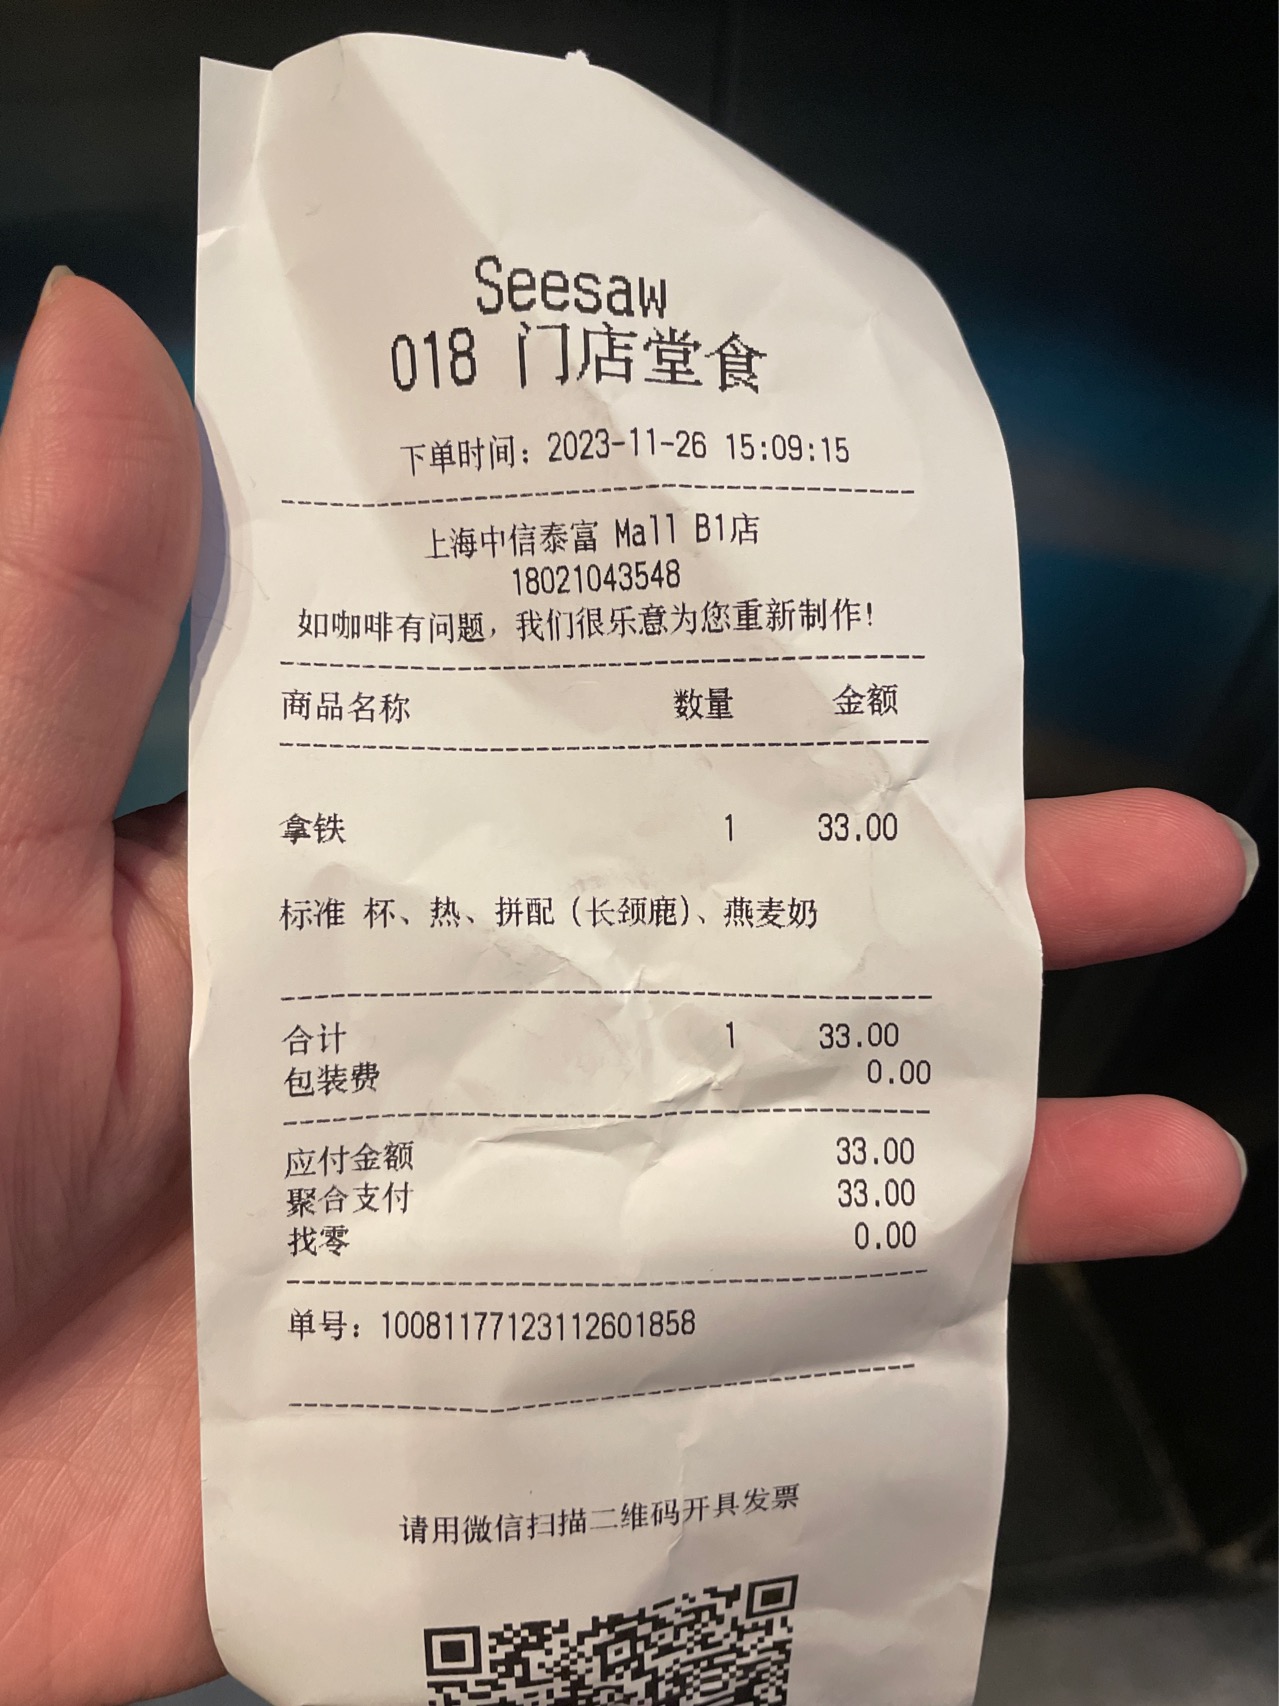 Seesaw
018 门店堂食
下单时间：2023-11-26 15:09:15
上海中信泰富 Mall B1店
18021043548
如咖啡有问题，我们很乐意为您重新制作！
商品名称 数量 金额
拿铁 1 33.00
标准 杯、热、拼配（长颈鹿）、燕麦奶
合计 1 33.00
包装费 0.00
应付金额 33.00
聚合支付 33.00
找零 0.00
单号：10081177123112601858
请用微信扫描二维码开具发票